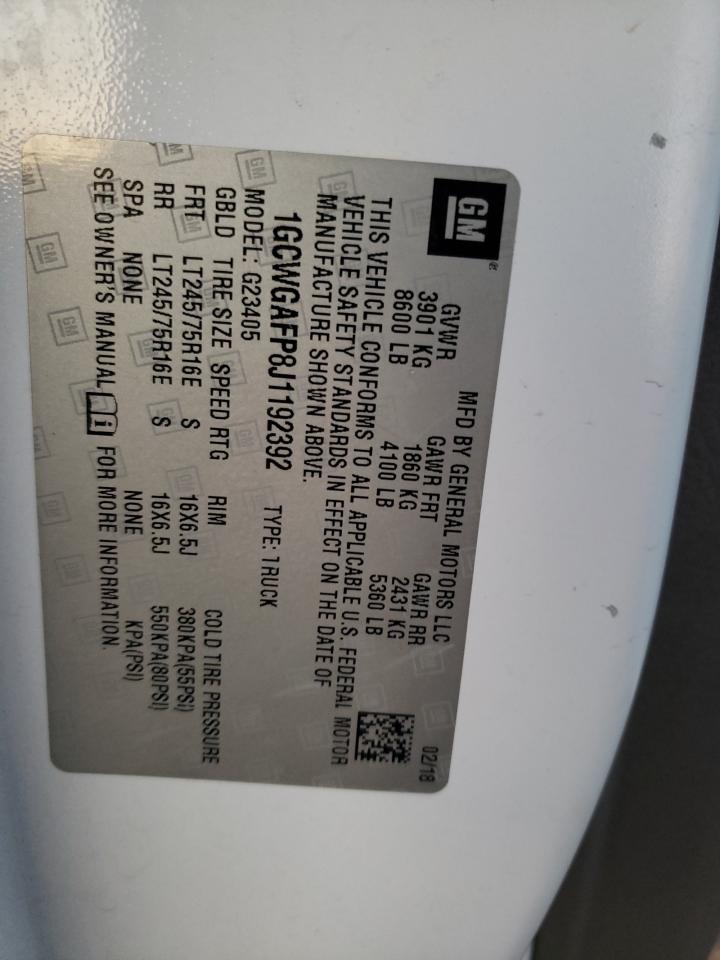 GM
MFD BY GENERAL MOTORS LLC 02/18
GVWR GAWR FRT GAWR RR
3901 KG 1860 KG 2431 KG
8600 LB 4100 LB 5360 LB
THIS VEHICLE CONFORMS TO ALL APPLICABLE U.S. FEDERAL MOTOR
VEHICLE SAFETY STANDARDS IN EFFECT ON THE DATE OF
MANUFACTURE SHOWN ABOVE.
1GCWGAFP8J1192392 TYPE: TRUCK
MODEL: G23405
GBLD TIRE SIZE SPEED RTG RIM COLD TIRE PRESSURE
FRT LT245/75R16E S 16X6.5J 380KPA(55PSI)
RR LT245/75R16E S 16X6.5J 550KPA(80PSI)
SPA NONE NONE KPA(PSI)
SEE OWNER'S MANUAL FOR MORE INFORMATION.